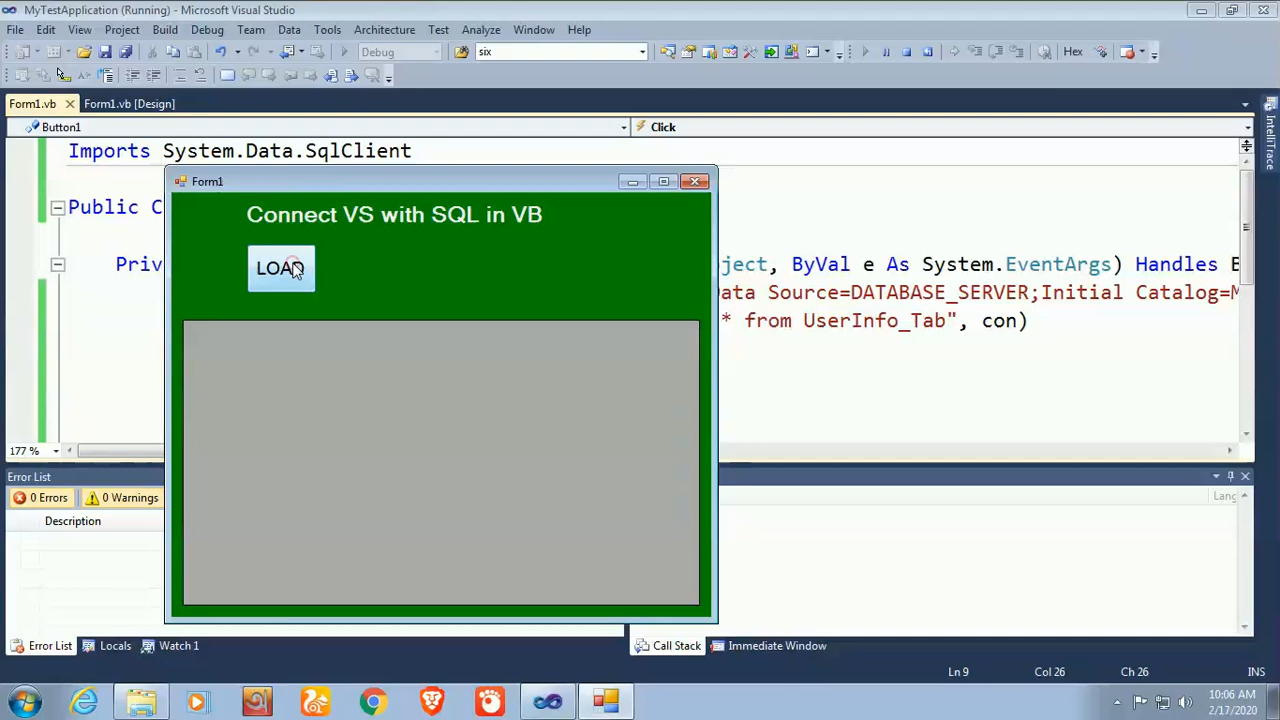 MyTestApplication (Running) - Microsoft Visual Studio
File Edit View Project Build Debug Team Data Tools Architecture Test Analyze Window Help
Debug six Hex
Form1.vb Form1.vb [Design]
Button1 Click
Imports System.Data.SqlClient
Form1
Public C
Connect VS with SQL in VB
LOAD
Priv ject, ByVal e As System.EventArgs) Handles B
ata Source=DATABASE_SERVER;Initial Catalog=M
* from UserInfo_Tab", con)
177 %
Error List
0 Errors 0 Warnings Lang
Description
Error List Locals Watch 1 Call Stack Immediate Window
Ln 9 Col 26 Ch 26 INS
10:06 AM
2/17/2020
IntelliTrace